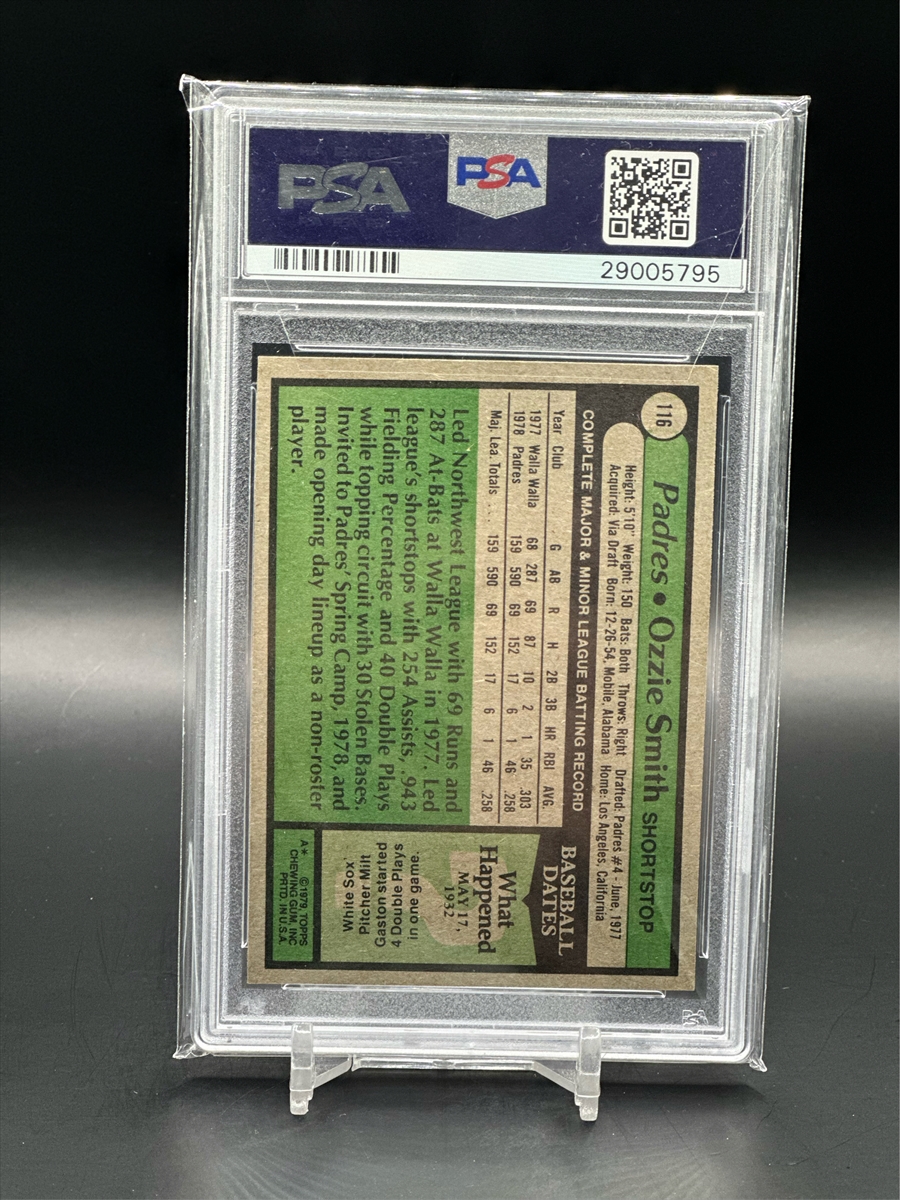 PSA
PSA
29005795
116
Padres • Ozzie Smith SHORTSTOP
Height: 5'10" Weight: 150 Bats: Both Throws: Right Drafted: Padres #4 - June, 1977
Acquired: Via Draft Born: 12-26-54, Mobile, Alabama Home: Los Angeles, California
COMPLETE MAJOR & MINOR LEAGUE BATTING RECORD
Year Club G AB R H 2B 3B HR RBI AVG.
1977 Walla Walla 68 287 69 87 10 2 1 35 .303
1978 Padres 159 590 69 152 17 6 1 46 .258
Maj. Lea. Totals ... 159 590 69 152 17 6 1 46 .258
Led Northwest League with 69 Runs and
287 At-Bats at Walla Walla in 1977. Led
league's shortstops with 254 Assists, .943
Fielding Percentage and 40 Double Plays
while topping circuit with 30 Stolen Bases.
Invited to Padres' Spring Camp, 1978, and
made opening day lineup as a non-roster
player.
BASEBALL
DATES
What
Happened
MAY 17,
1932?
4 Double Plays
in one game.
Gaston started
Pitcher Milt
White Sox'
A* ©1979, TOPPS
CHEWING GUM, INC
PRTD. IN U.S.A.